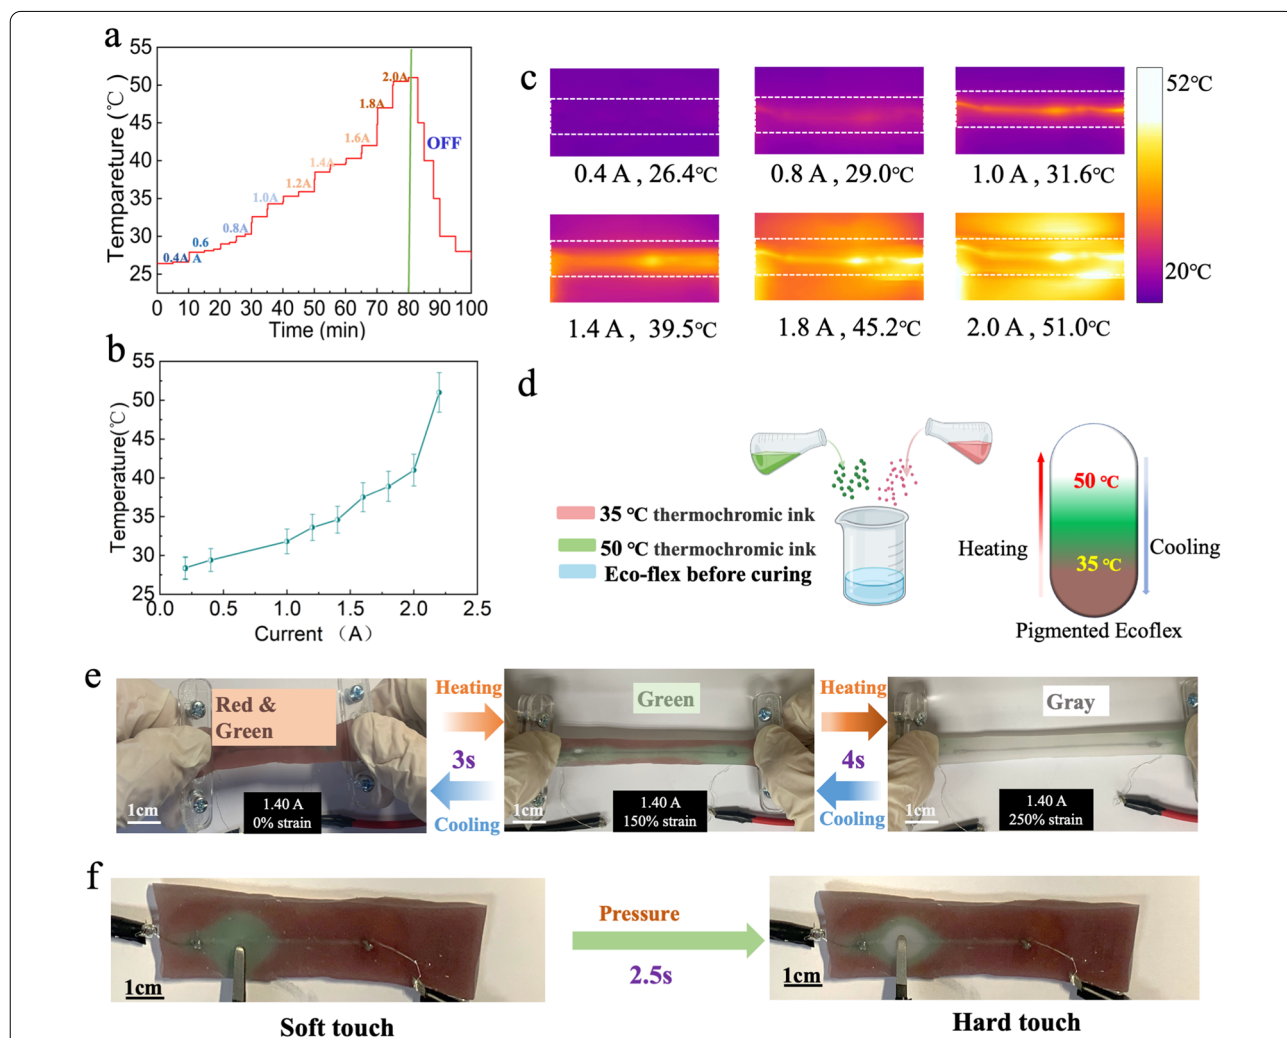 a
55
50
45
40
35
30
25
Tempareture (℃)
0.4A
0.6
A
0.8A
1.0A
1.2A
1.4A
1.6A
1.8A
2.0A
OFF
0 10 20 30 40 50 60 70 80 90 100
Time (min)
b
55
50
45
40
35
30
25
Temperature(℃)
0.0 0.5 1.0 1.5 2.0 2.5
Current (A)
c
0.4 A , 26.4℃
0.8 A , 29.0℃
1.0 A , 31.6℃
1.4 A , 39.5℃
1.8 A , 45.2℃
2.0 A , 51.0℃
52℃
20℃
d
35 ℃ thermochromic ink
50 ℃ thermochromic ink
Eco-flex before curing
Heating
50 ℃
35 ℃
Cooling
Pigmented Ecoflex
e
Red &
Green
1cm
1.40 A
0% strain
Heating
3s
Cooling
Green
1cm
1.40 A
150% strain
Heating
4s
Cooling
Gray
1cm
1.40 A
250% strain
f
1cm
Soft touch
Pressure
2.5s
1cm
Hard touch